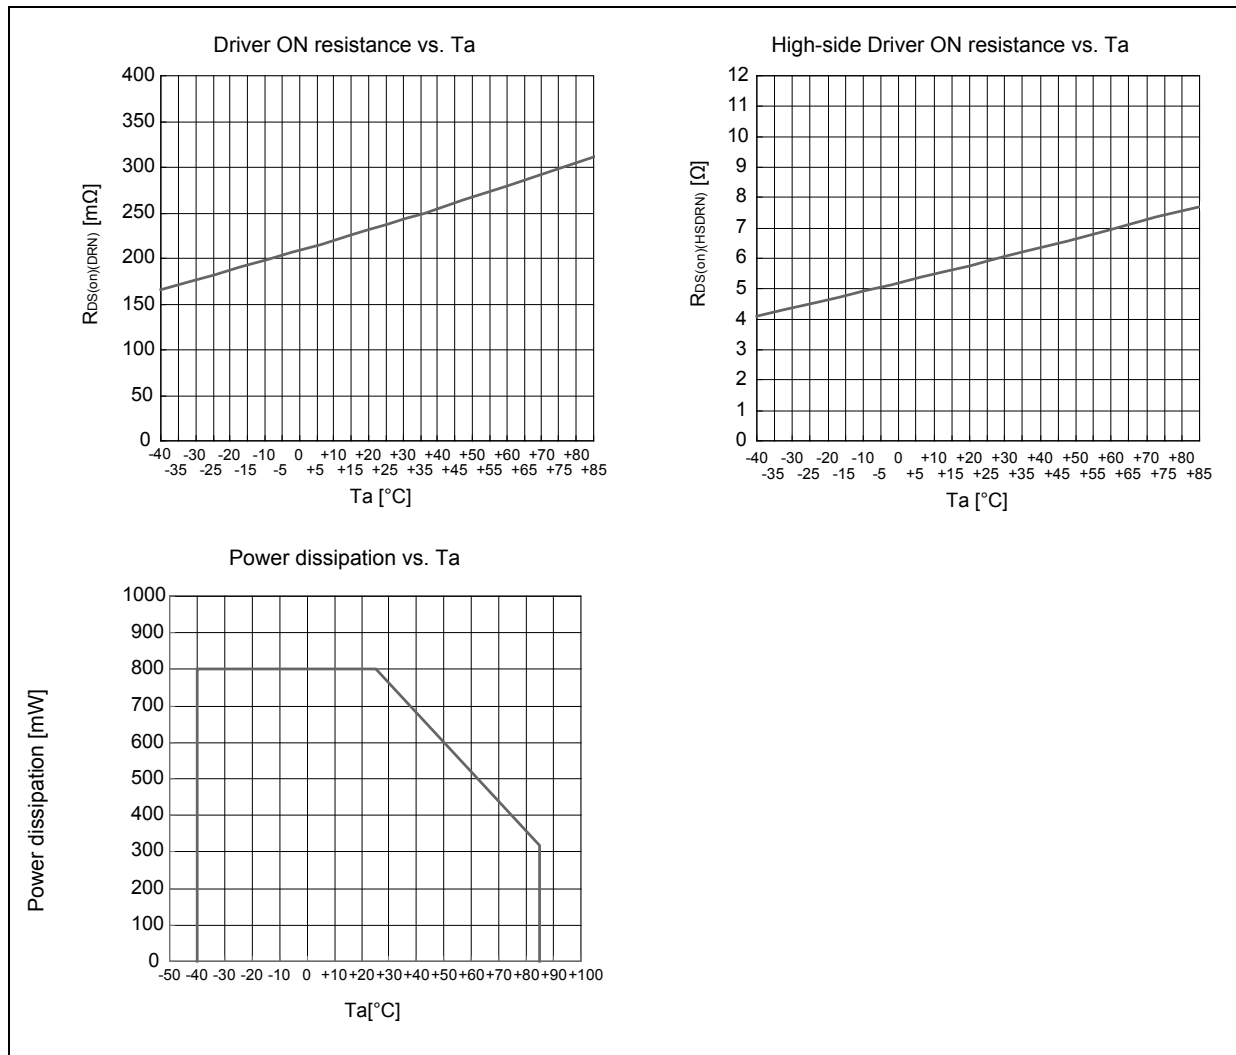 Driver ON resistance vs. Ta
400
350
300
250
200
150
100
50
0
RDS(on)(DRN) [mΩ]
-40 -30 -20 -10 0 +10 +20 +30 +40 +50 +60 +70 +80
-35 -25 -15 -5 +5 +15 +25 +35 +45 +55 +65 +75 +85
Ta [°C]
High-side Driver ON resistance vs. Ta
12
11
10
9
8
7
6
5
4
3
2
1
0
RDS(on)(HSDRN) [Ω]
-40 -30 -20 -10 0 +10 +20 +30 +40 +50 +60 +70 +80
-35 -25 -15 -5 +5 +15 +25 +35 +45 +55 +65 +75 +85
Ta [°C]
Power dissipation vs. Ta
1000
900
800
700
600
500
400
300
200
100
0
Power dissipation [mW]
-50 -40 -30 -20 -10 0 +10 +20 +30 +40 +50 +60 +70 +80 +90 +100
Ta[°C]